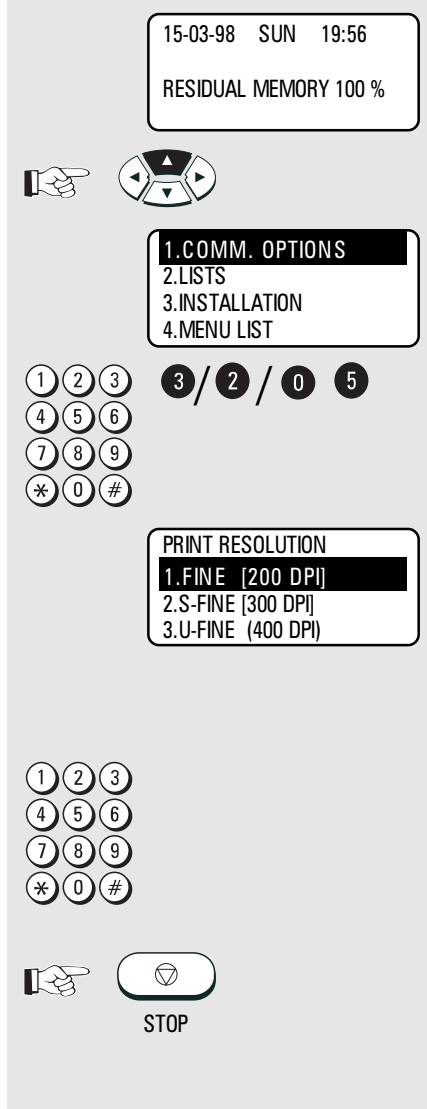 15-03-98 SUN 19:56
RESIDUAL MEMORY 100 %
1.COMM. OPTIONS
2.LISTS
3.INSTALLATION
4.MENU LIST
1 2 3 3/2/0 5
4 5 6
7 8 9
* 0 #
PRINT RESOLUTION
1.FINE [200 DPI]
2.S-FINE [300 DPI]
3.U-FINE (400 DPI)
1 2 3
4 5 6
7 8 9
* 0 #
STOP